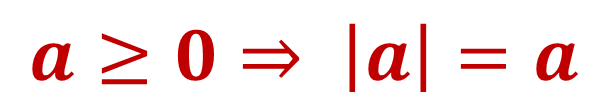 a ≥ 0 ⇒ |a| = a